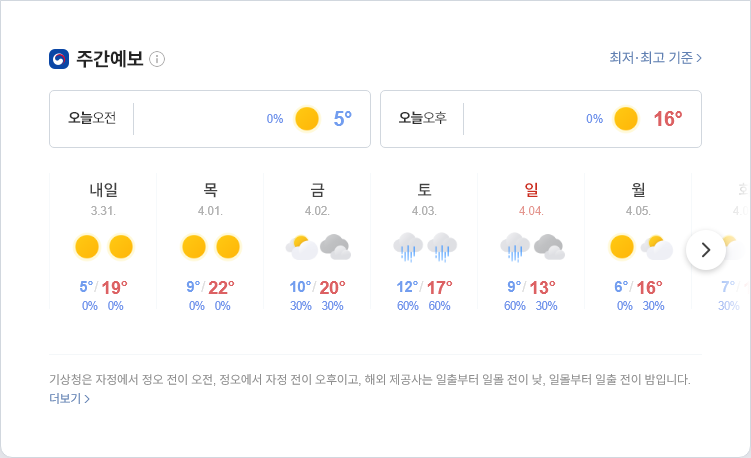 주간예보
최저·최고 기준
오늘오전 0% 5°
오늘오후 0% 16°
내일 목 금 토 일 월
3.31. 4.01. 4.02. 4.03. 4.04. 4.05.
5°/19° 9°/22° 10°/20° 12°/17° 9°/13° 6°/16° 7°
0% 0% 0% 0% 30% 30% 60% 60% 60% 30% 0% 30% 30%
기상청은 자정에서 정오 전이 오전, 정오에서 자정 전이 오후이고, 해외 제공사는 일출부터 일몰 전이 낮, 일몰부터 일출 전이 밤입니다.
더보기